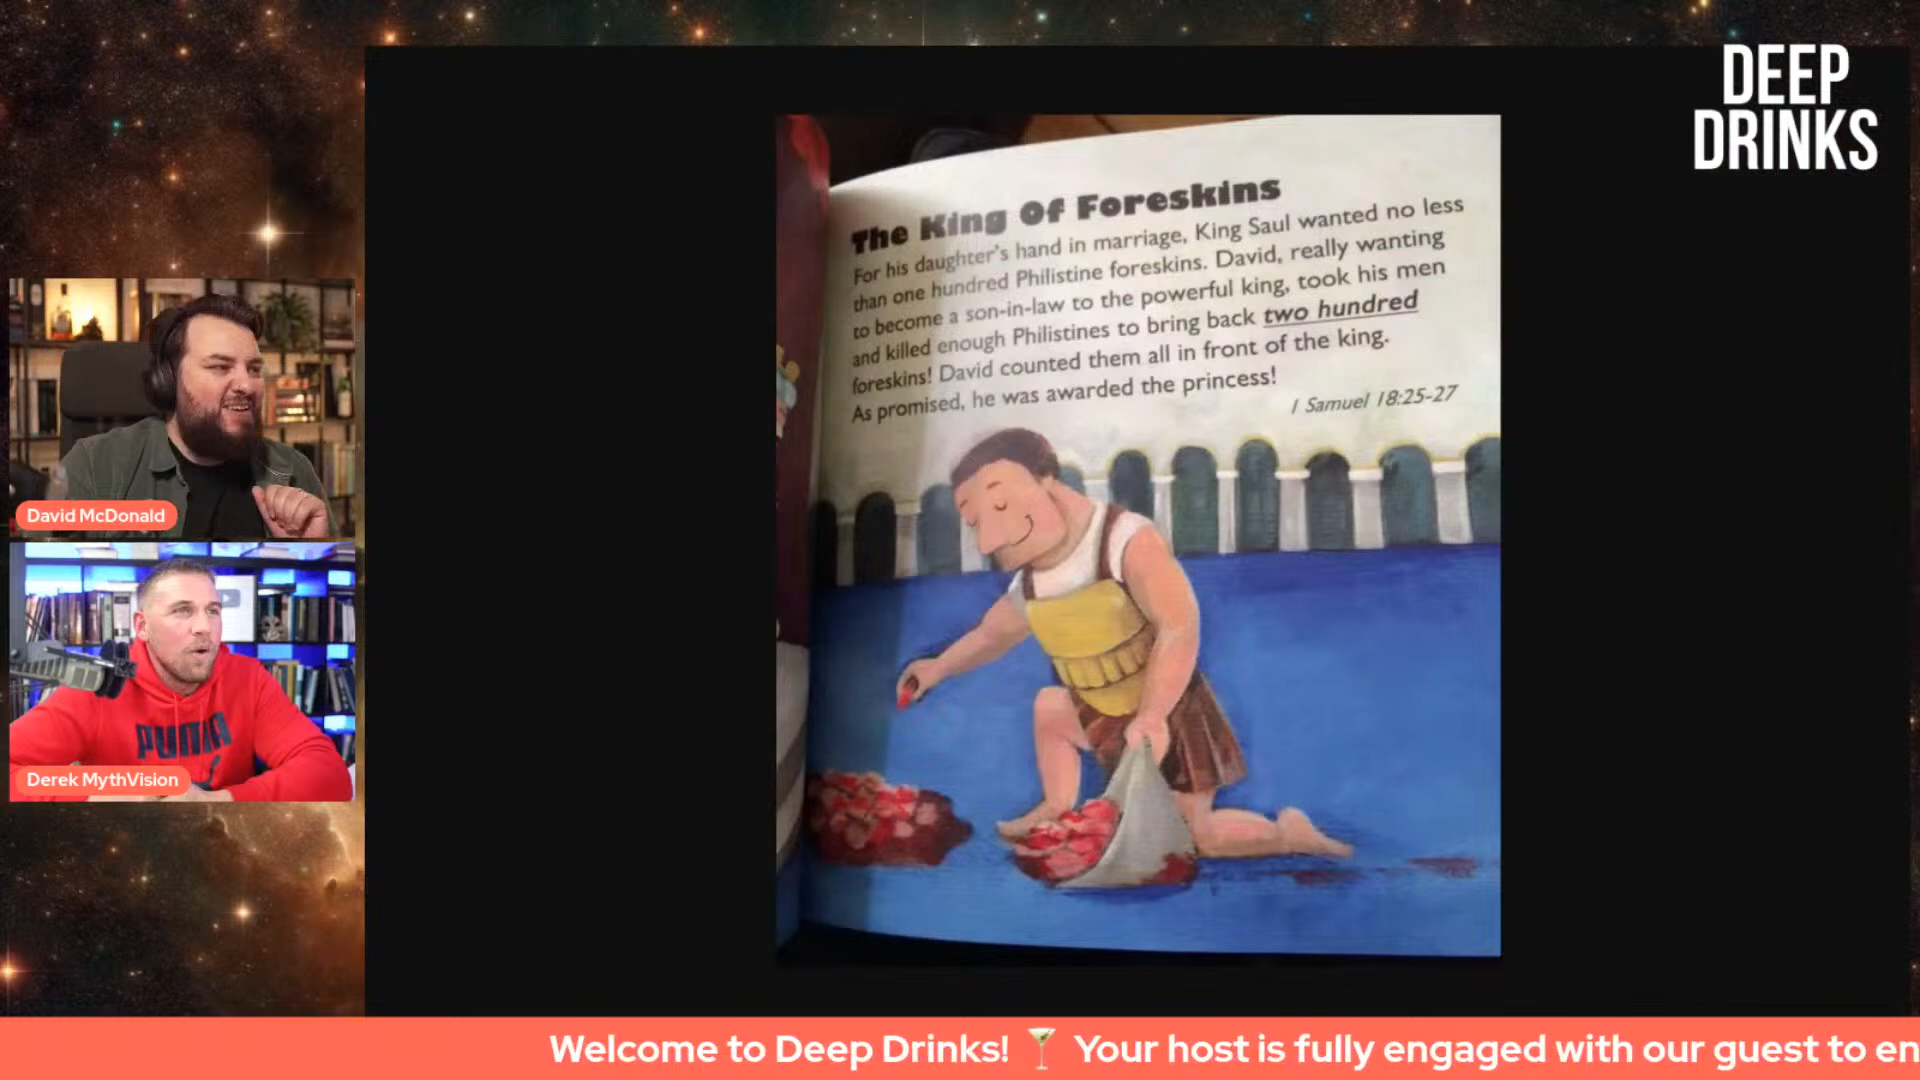 DEEP
DRINKS
The King Of Foreskins
For his daughter's hand in marriage, King Saul wanted no less
than one hundred Philistine foreskins. David, really wanting
to become a son-in-law to the powerful king, took his men
and killed enough Philistines to bring back two hundred
foreskins! David counted them all in front of the king.
As promised, he was awarded the princess!
1 Samuel 18:25-27
David McDonald
PUMA
Derek MythVision
Welcome to Deep Drinks! 🍸 Your host is fully engaged with our guest to en